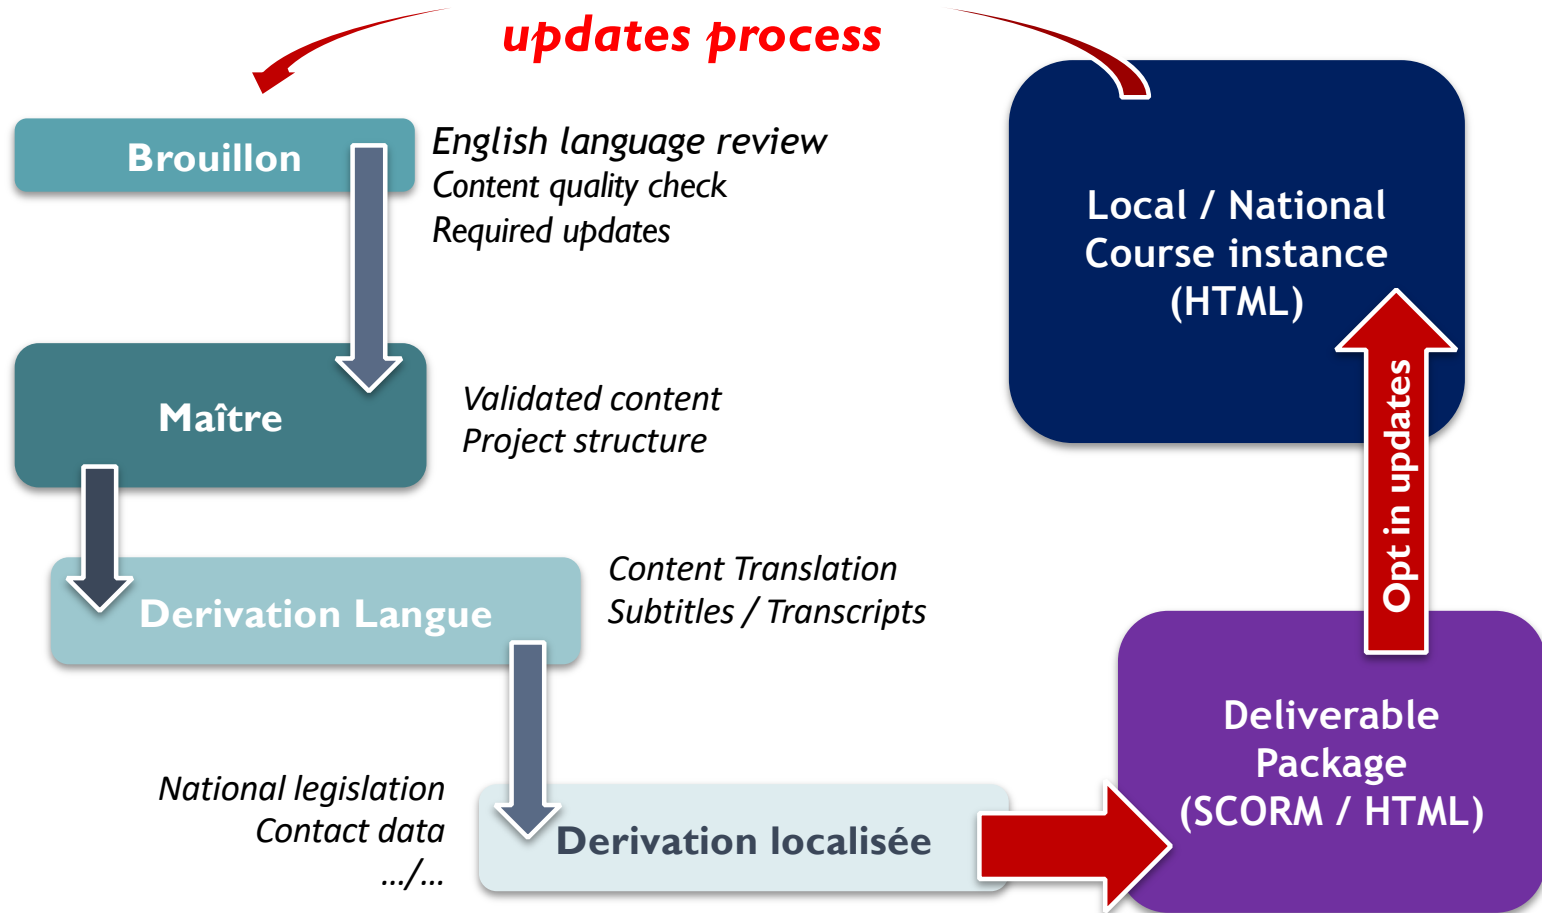 updates process
Brouillon
English language review
Content quality check
Required updates
Maître
Validated content
Project structure
Derivation Langue
Content Translation
Subtitles / Transcripts
National legislation
Contact data
.../...
Derivation localisée
Deliverable
Package
(SCORM / HTML)
Opt in updates
Local / National
Course instance
(HTML)